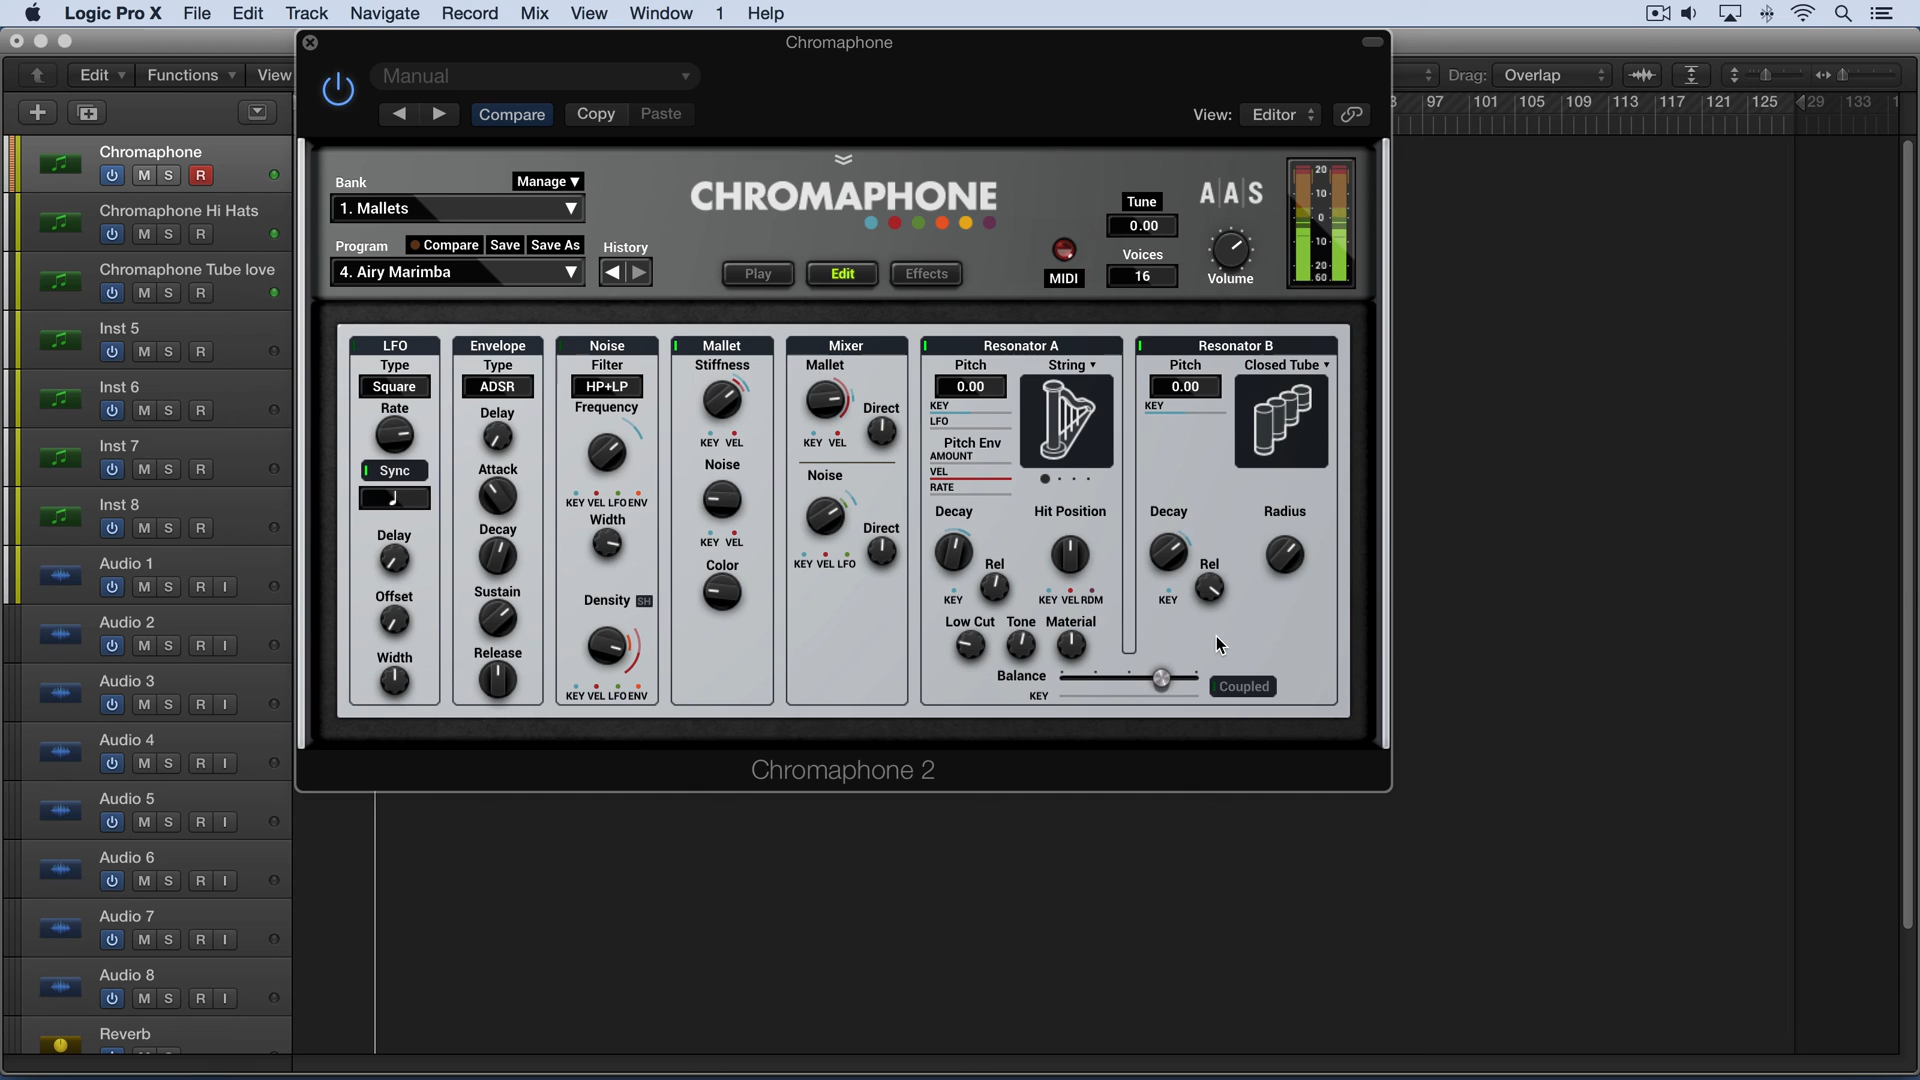 Logic Pro X File Edit Track Navigate Record Mix View Window 1 Help
Chromaphone
Edit Functions View
Manual
Drag: Overlap
Compare Copy Paste
View: Editor
97 101 105 109 113 117 121 125 129 133
Chromaphone
M S R
Chromaphone Hi Hats
M S R
Chromaphone Tube love
M S R
Inst 5
M S R
Inst 6
M S R
Inst 7
M S R
Inst 8
M S R
Audio 1
M S R I
Audio 2
M S R I
Audio 3
M S R I
Audio 4
M S R I
Audio 5
M S R I
Audio 6
M S R I
Audio 7
M S R I
Audio 8
M S R I
Reverb
Bank Manage
1. Mallets
Program Compare Save Save As
4. Airy Marimba
History
CHROMAPHONE
Play Edit Effects
MIDI
Tune
0.00
Voices
16
A|A|S
Volume
20
10
0
10
20
60
LFO
Type
Square
Rate
Sync
Delay
Offset
Width
Envelope
Type
ADSR
Delay
Attack
Decay
Sustain
Release
Noise
Filter
HP+LP
Frequency
KEY VEL LFO ENV
Width
Density SH
KEY VEL LFO ENV
Mallet
Stiffness
KEY VEL
Noise
KEY VEL
Color
Mixer
Mallet
Direct
KEY VEL
Noise
Direct
KEY VEL LFO
Resonator A
Pitch String
0.00
KEY
LFO
Pitch Env
AMOUNT
VEL
RATE
Decay Hit Position
Rel
KEY KEY VEL RDM
Low Cut Tone Material
Balance
KEY
Resonator B
Pitch Closed Tube
0.00
KEY
Decay Radius
Rel
KEY
Coupled
Chromaphone 2